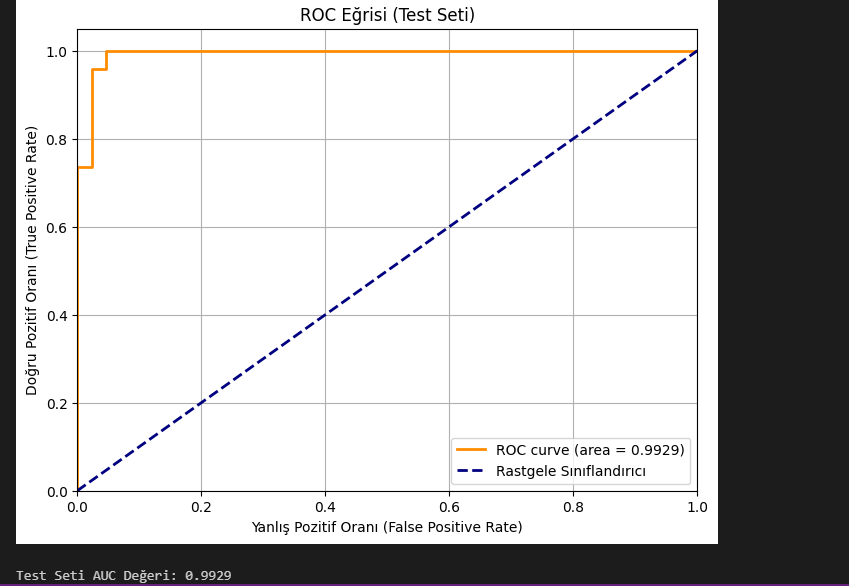 ROC Eğrisi (Test Seti)
Doğru Pozitif Oranı (True Positive Rate)
1.0
0.8
0.6
0.4
0.2
0.0
0.0 0.2 0.4 0.6 0.8 1.0
Yanlış Pozitif Oranı (False Positive Rate)
ROC curve (area = 0.9929)
Rastgele Sınıflandırıcı
Test Seti AUC Değeri: 0.9929